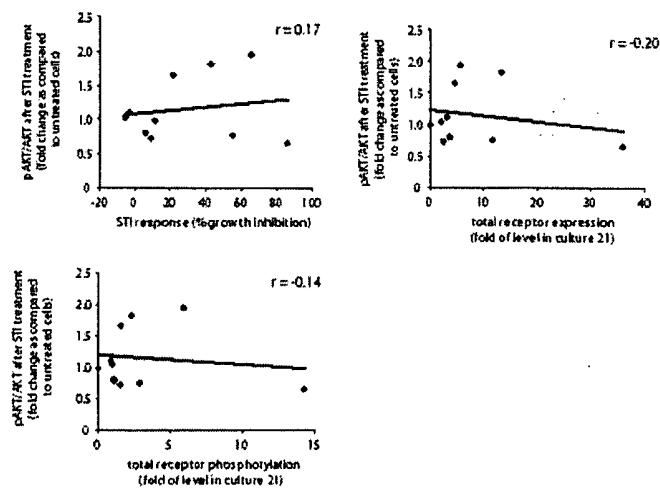 pAKT/AKT after STI treatment
(fold change as compared
to untreated cells)
2.5
2.0
1.5
1.0
0.5
0
r = 0.17
-20 0 20 40 60 80 100
STI response (% growth inhibition)
pAKT/AKT after STI treatment
(fold change as compared
to untreated cells)
2.5
2.0
1.5
1.0
0.5
0
r = -0.20
0 10 20 30 40
total receptor expression
(fold of level in culture 21)
pAKT/AKT after STI treatment
(fold change as compared
to untreated cells)
2.5
2.0
1.5
1.0
0.5
0
r = -0.14
0 5 10 15
total receptor phosphorylation
(fold of level in culture 21)